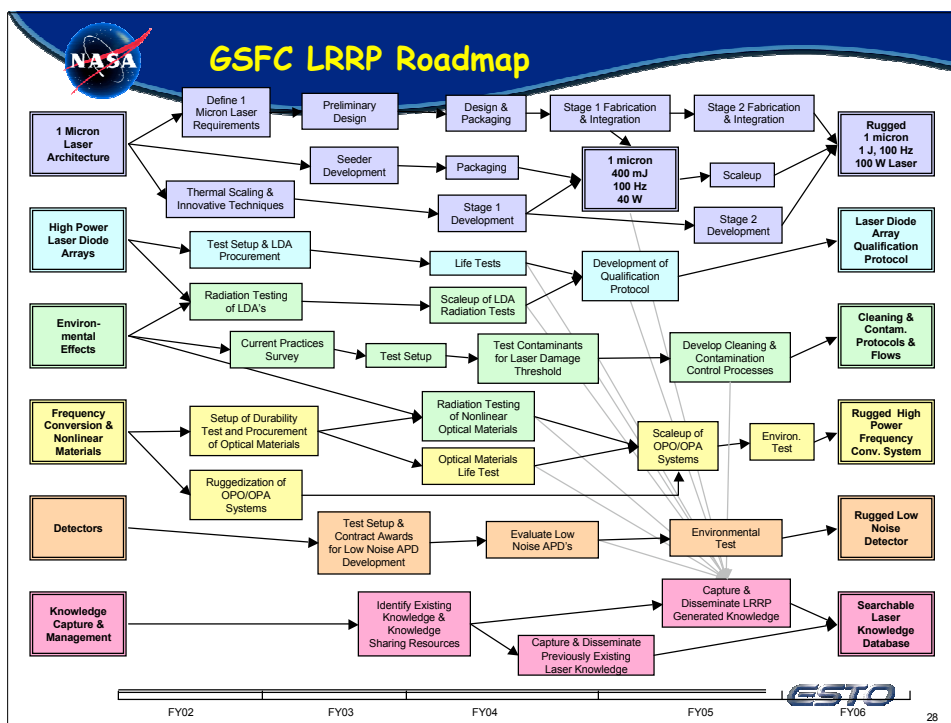 NASA
GSFC LRRP Roadmap
1 Micron
Laser
Architecture
Define 1
Micron Laser
Requirements
Preliminary
Design
Design &
Packaging
Stage 1 Fabrication
& Integration
Stage 2 Fabrication
& Integration
Rugged
1 micron
1 J, 100 Hz
100 W Laser
Seeder
Development
Packaging
1 micron
400 mJ
100 Hz
40 W
Scaleup
Thermal Scaling &
Innovative Techniques
Stage 1
Development
Stage 2
Development
High Power
Laser Diode
Arrays
Test Setup & LDA
Procurement
Life Tests
Development of
Qualification
Protocol
Laser Diode
Array
Qualification
Protocol
Radiation Testing
of LDA's
Scaleup of LDA
Radiation Tests
Environ-
mental
Effects
Current Practices
Survey
Test Setup
Test Contaminants
for Laser Damage
Threshold
Develop Cleaning &
Contamination
Control Processes
Cleaning &
Contam.
Protocols &
Flows
Radiation Testing
of Nonlinear
Optical Materials
Frequency
Conversion &
Nonlinear
Materials
Setup of Durability
Test and Procurement
of Optical Materials
Optical Materials
Life Test
Scaleup of
OPO/OPA
Systems
Environ.
Test
Rugged High
Power
Frequency
Conv. System
Ruggedization of
OPO/OPA
Systems
Detectors
Test Setup &
Contract Awards
for Low Noise APD
Development
Evaluate Low
Noise APD's
Environmental
Test
Rugged Low
Noise
Detector
Knowledge
Capture &
Management
Identify Existing
Knowledge &
Knowledge
Sharing Resources
Capture &
Disseminate LRRP
Generated Knowledge
Capture & Disseminate
Previously Existing
Laser Knowledge
Searchable
Laser
Knowledge
Database
FY02
FY03
FY04
FY05
FY06
ESTO
28